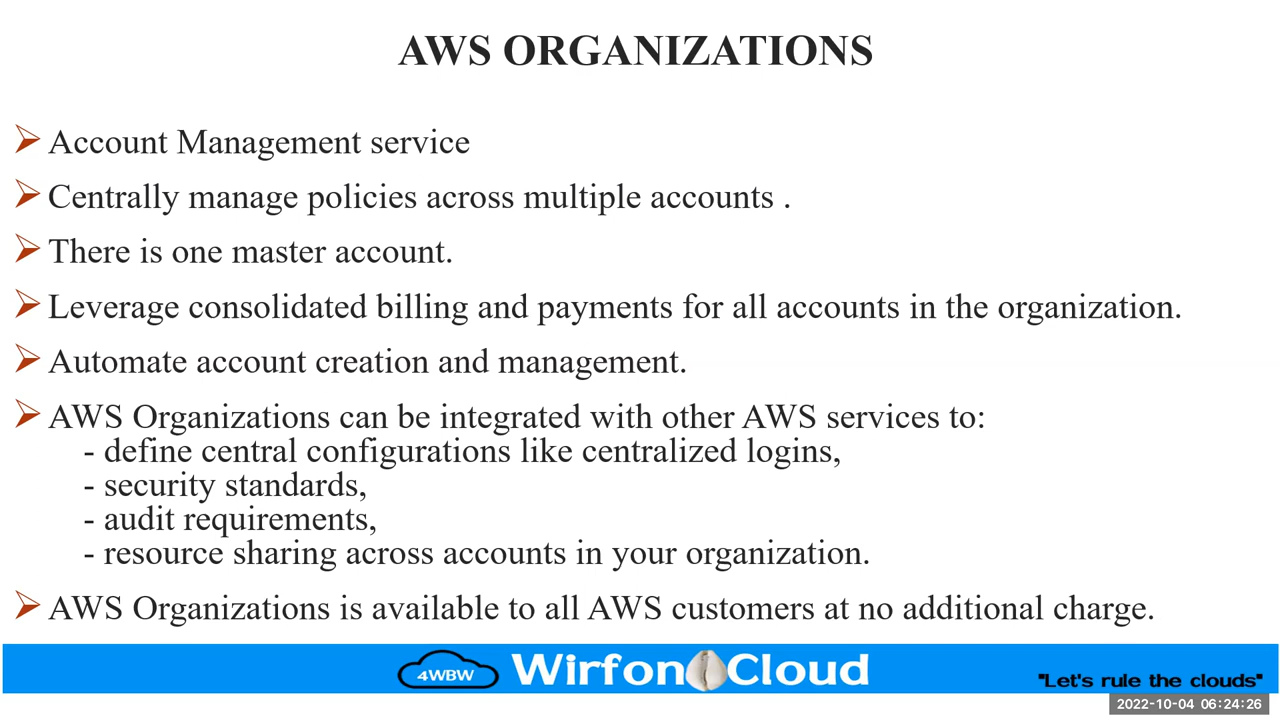 AWS ORGANIZATIONS
➢ Account Management service
➢ Centrally manage policies across multiple accounts .
➢ There is one master account.
➢ Leverage consolidated billing and payments for all accounts in the organization.
➢ Automate account creation and management.
➢ AWS Organizations can be integrated with other AWS services to:
- define central configurations like centralized logins,
- security standards,
- audit requirements,
- resource sharing across accounts in your organization.
➢ AWS Organizations is available to all AWS customers at no additional charge.
4WBW Wirfon Cloud
"Let's rule the clouds"
2022-10-04 06:24:26